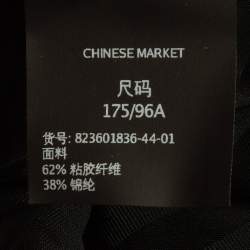 CHINESE MARKET
尺码
175/96A
货号: 823601836-44-01
面料
62% 粘胶纤维
38% 锦纶